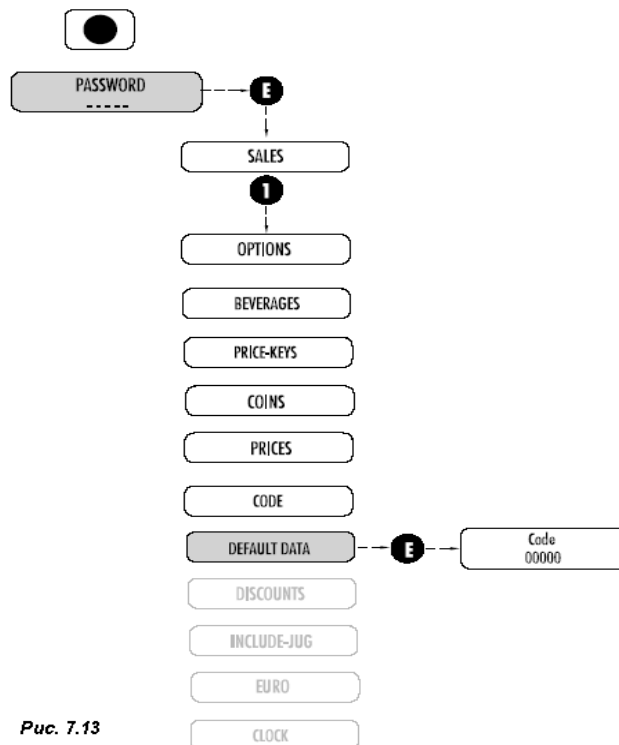 PASSWORD
-----
E
SALES
1
OPTIONS
BEVERAGES
PRICE-KEYS
COINS
PRICES
CODE
DEFAULT DATA
E
Code
00000
DISCOUNTS
INCLUDE-JUG
EURO
CLOCK
Рис. 7.13